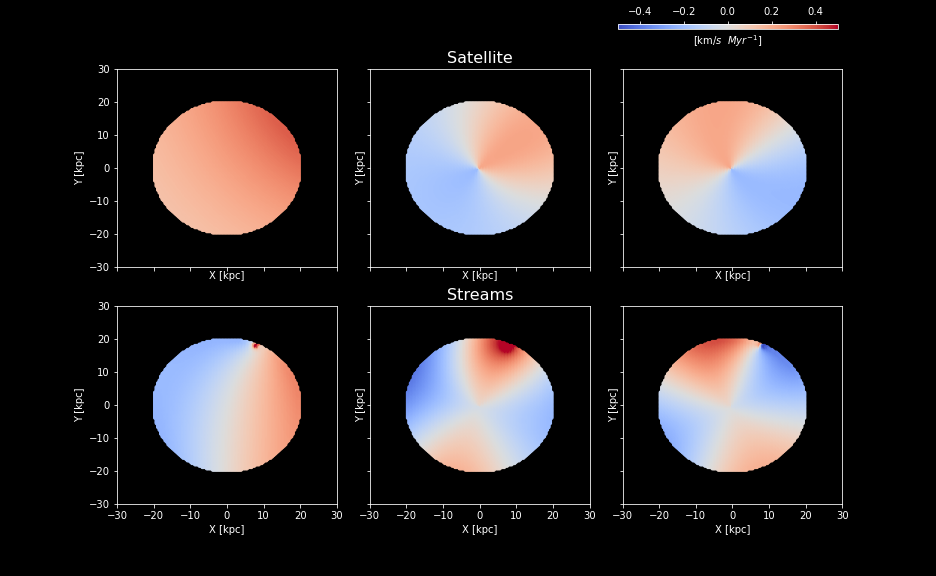 −0.4 −0.2 0.0 0.2 0.4
[km/s Myr⁻¹]
Satellite
30
20
10
0
−10
−20
−30
Y [kpc]
Y [kpc]
Y [kpc]
X [kpc]
X [kpc]
X [kpc]
Streams
30
20
10
0
−10
−20
−30
Y [kpc]
Y [kpc]
Y [kpc]
−30 −20 −10 0 10 20 30
−30 −20 −10 0 10 20 30
−30 −20 −10 0 10 20 30
X [kpc]
X [kpc]
X [kpc]